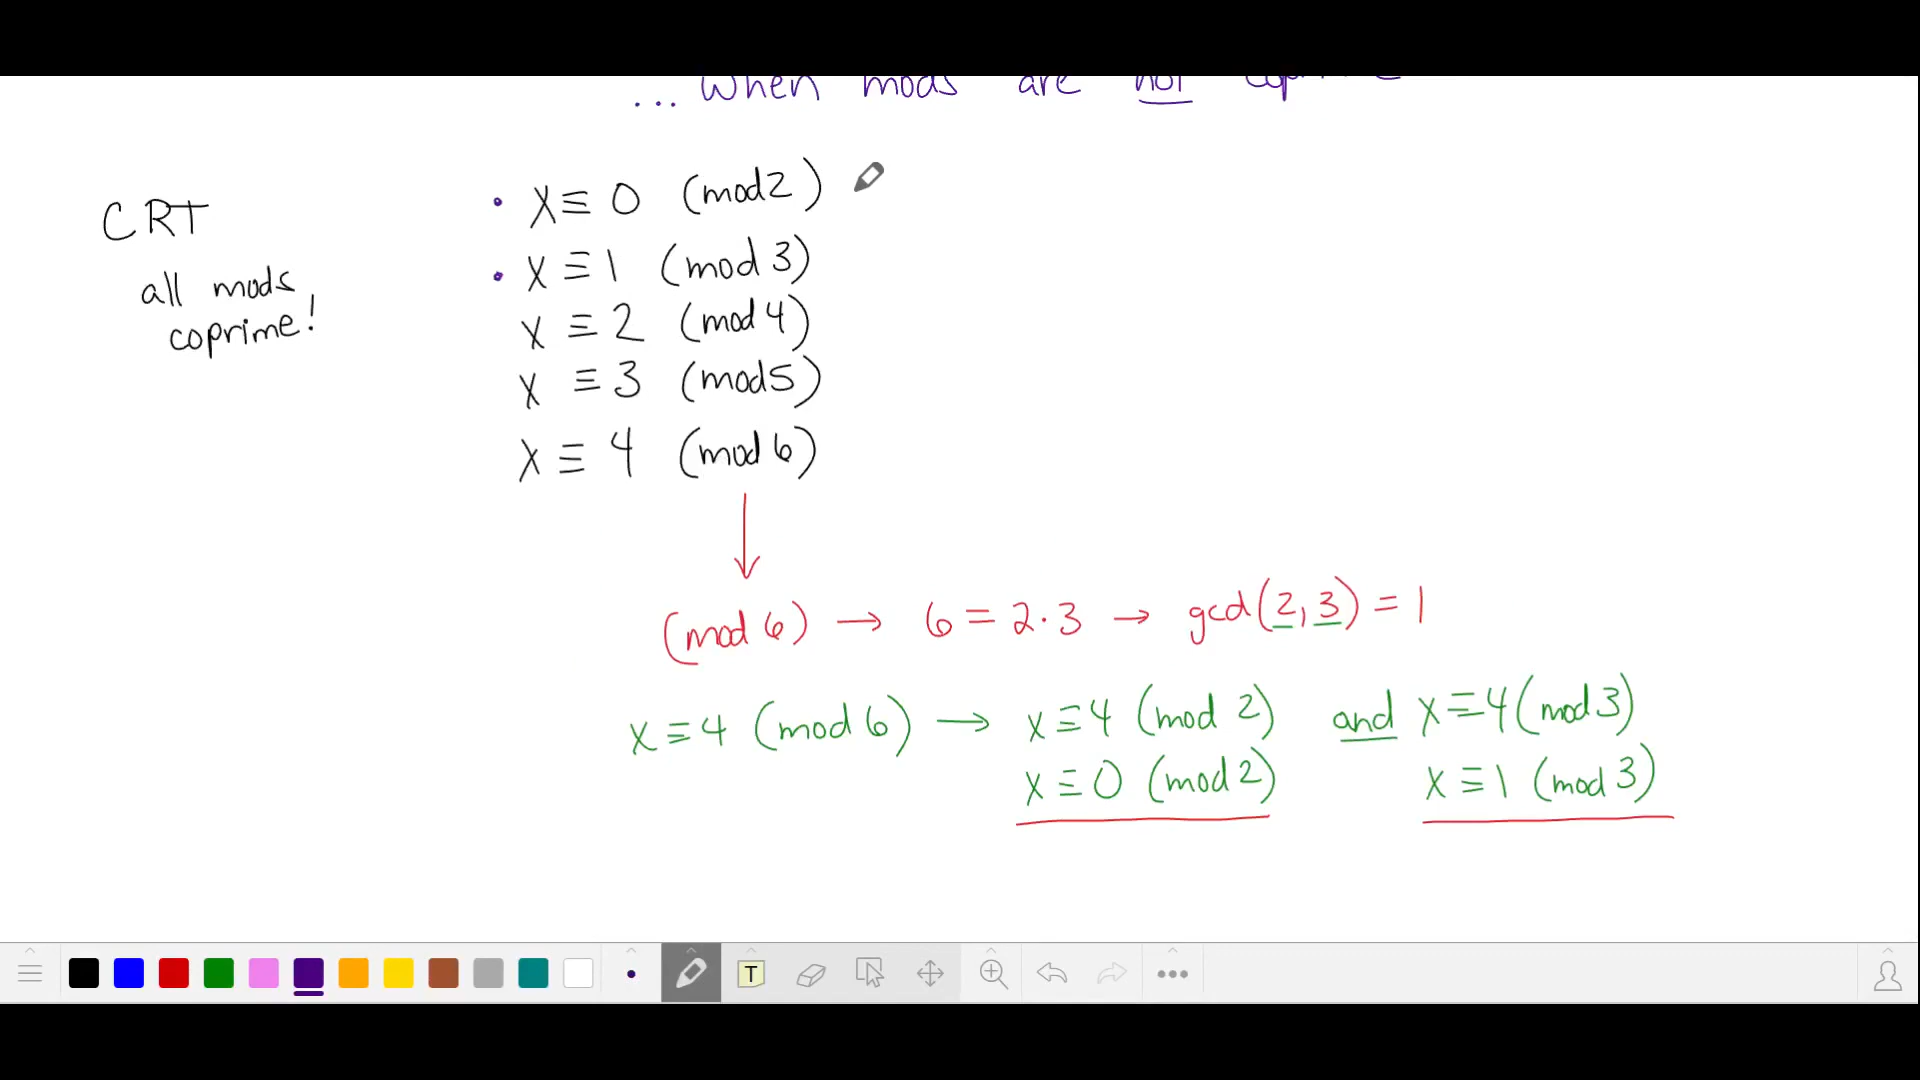 ... When mods are not
CRT
all mods
coprime!
• x ≡ 0 (mod 2)
• x ≡ 1 (mod 3)
x ≡ 2 (mod 4)
x ≡ 3 (mod 5)
x ≡ 4 (mod 6)
(mod 6) → 6 = 2·3 → gcd(2,3) = 1
x ≡ 4 (mod 6) → x ≡ 4 (mod 2) and x ≡ 4 (mod 3)
x ≡ 0 (mod 2) x ≡ 1 (mod 3)
T